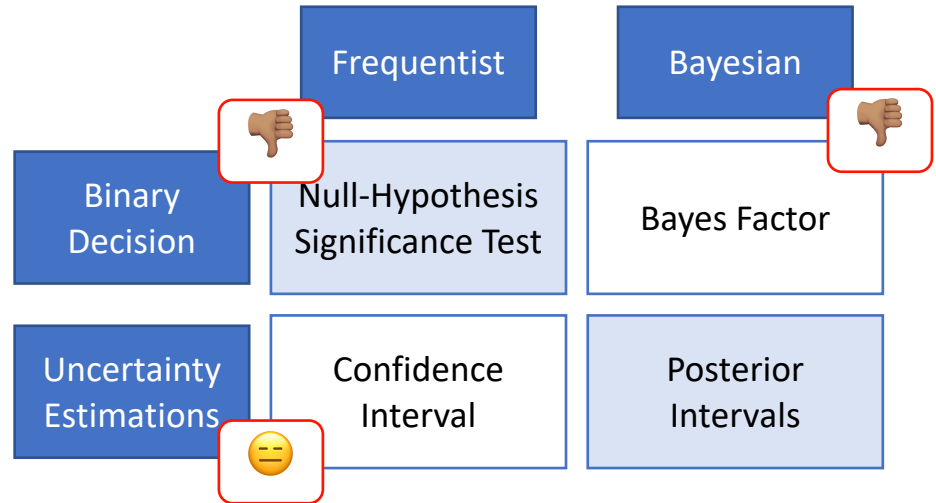 Frequentist
Bayesian
Binary
Decision
Null-Hypothesis
Significance Test
Bayes Factor
Uncertainty
Estimations
Confidence
Interval
Posterior
Intervals